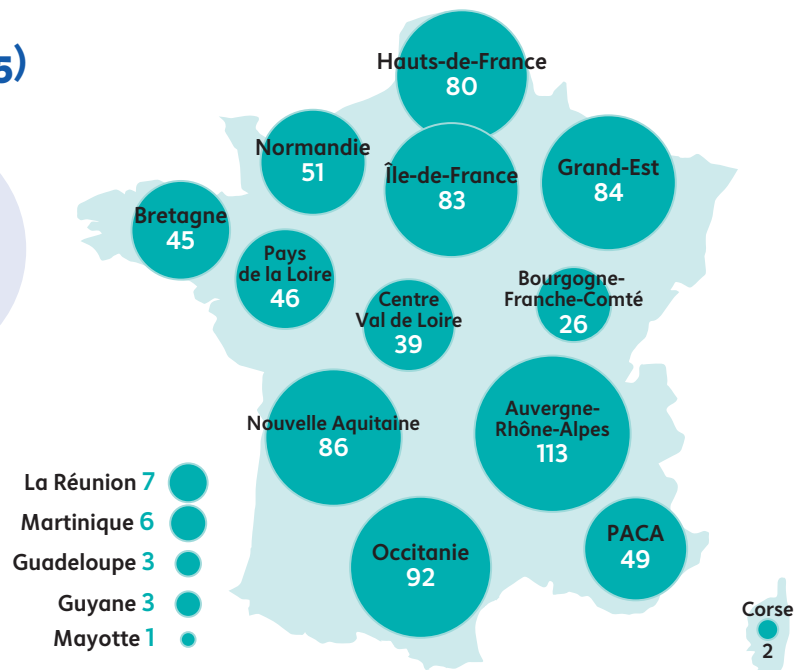 5)
Hauts-de-France
80
Normandie
51
Île-de-France
83
Grand-Est
84
Bretagne
45
Pays
de la Loire
46
Centre
Val de Loire
39
Bourgogne-
Franche-Comté
26
Nouvelle Aquitaine
86
Auvergne-
Rhône-Alpes
113
La Réunion 7
Martinique 6
Guadeloupe 3
Guyane 3
Mayotte 1
Occitanie
92
PACA
49
Corse
2